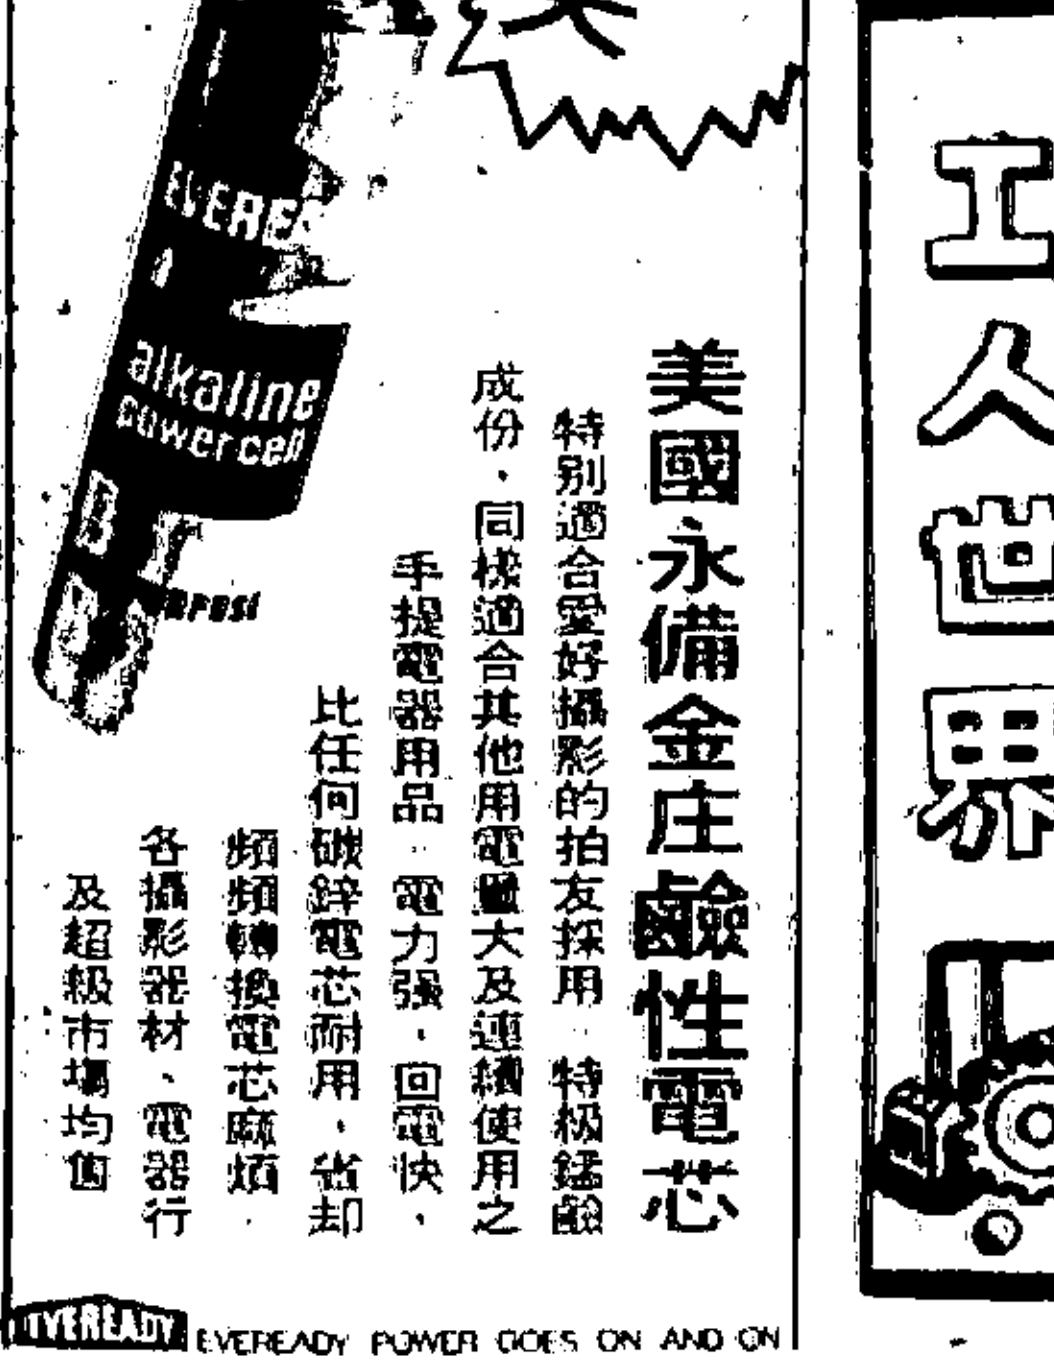 工人世界
美國永備金庄鹼性電芯
特別適合愛好攝影的拍友採用．特級錳鹼
成份，同樣適合其他用電量大及連續使用之
手提電器用品．電力强，回電快，
比任何碳鋅電芯耐用，省却
頻頻轉換電芯麻煩．
各攝影器材、電器行
及超級市場均售
alkaline
power cell
EVEREADY
EVEREADY POWER GOES ON AND ON